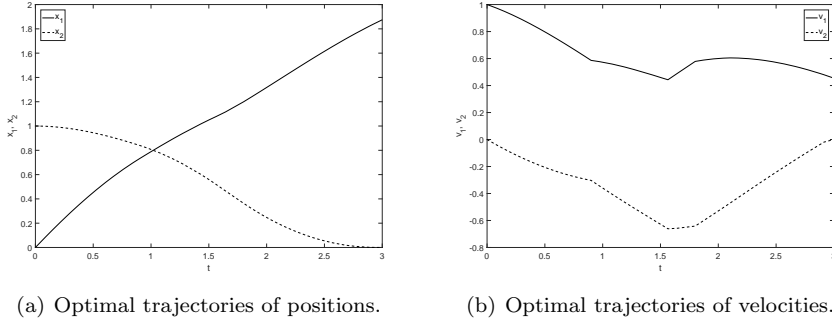 2
1.8
1.6
1.4
1.2
1
0.8
0.6
0.4
0.2
0
x1
x2
x1, x2
0 0.5 1 1.5 2 2.5 3
t
(a) Optimal trajectories of positions.
1
0.8
0.6
0.4
0.2
0
-0.2
-0.4
-0.6
-0.8
v1
v2
v1, v2
0 0.5 1 1.5 2 2.5 3
t
(b) Optimal trajectories of velocities.